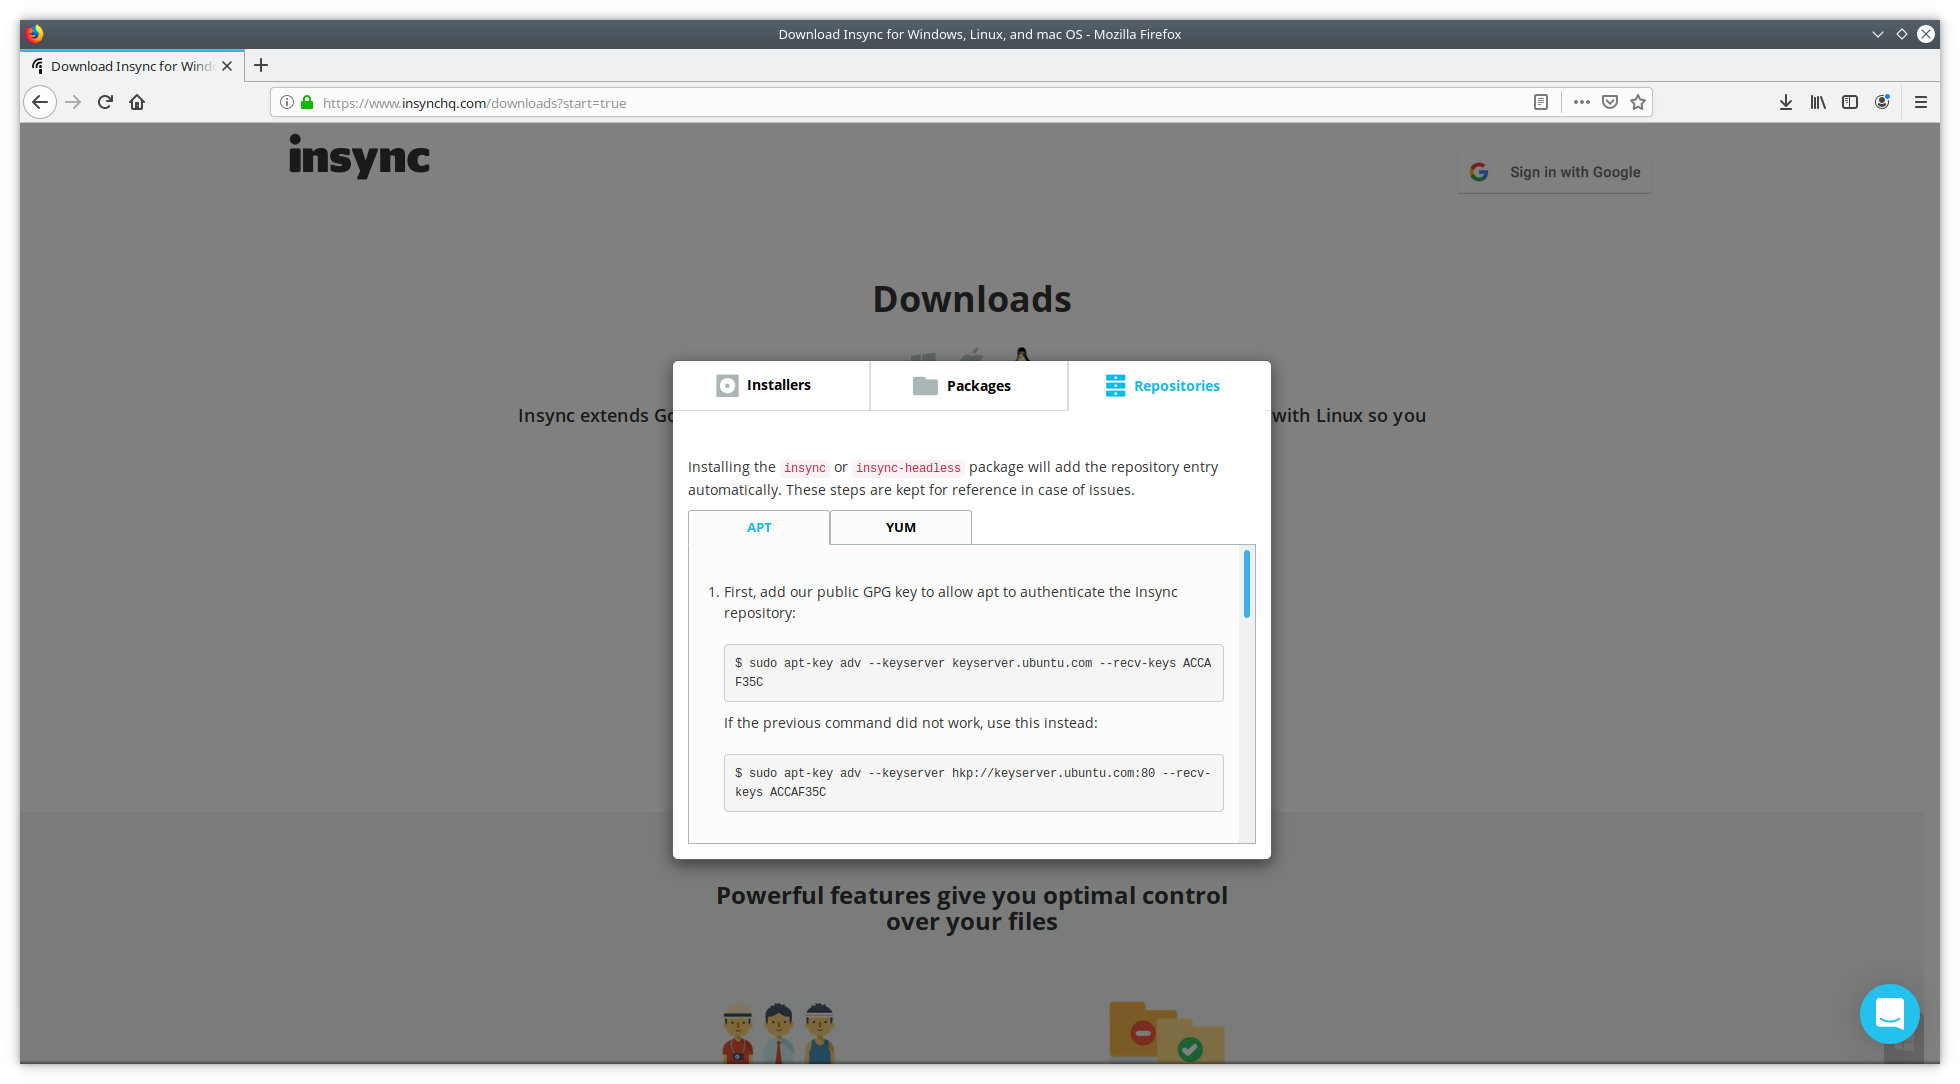 Download Insync for Windows, Linux, and mac OS - Mozilla Firefox
Download Insync for Wind
https://www.insynchq.com/downloads?start=true
insync
Sign in with Google
Downloads
Installers
Packages
Repositories
Insync extends Go
with Linux so you
Installing the insync or insync-headless package will add the repository entry
automatically. These steps are kept for reference in case of issues.
APT
YUM
1. First, add our public GPG key to allow apt to authenticate the Insync
repository:
$ sudo apt-key adv --keyserver keyserver.ubuntu.com --recv-keys ACCA
F35C
If the previous command did not work, use this instead:
$ sudo apt-key adv --keyserver hkp://keyserver.ubuntu.com:80 --recv-
keys ACCAF35C
Powerful features give you optimal control
over your files